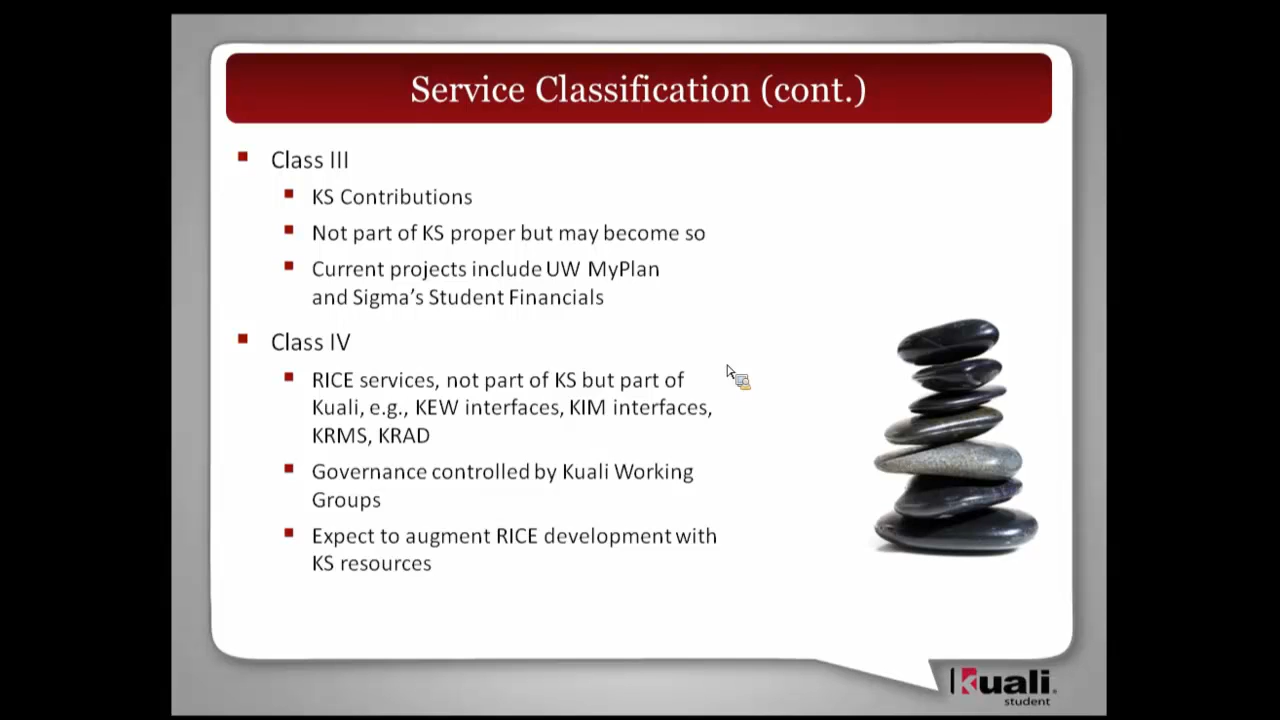 Service Classification (cont.)
Class III
KS Contributions
Not part of KS proper but may become so
Current projects include UW MyPlan
and Sigma's Student Financials
Class IV
RICE services, not part of KS but part of
Kuali, e.g., KEW interfaces, KIM interfaces,
KRMS, KRAD
Governance controlled by Kuali Working
Groups
Expect to augment RICE development with
KS resources
Kuali.
student